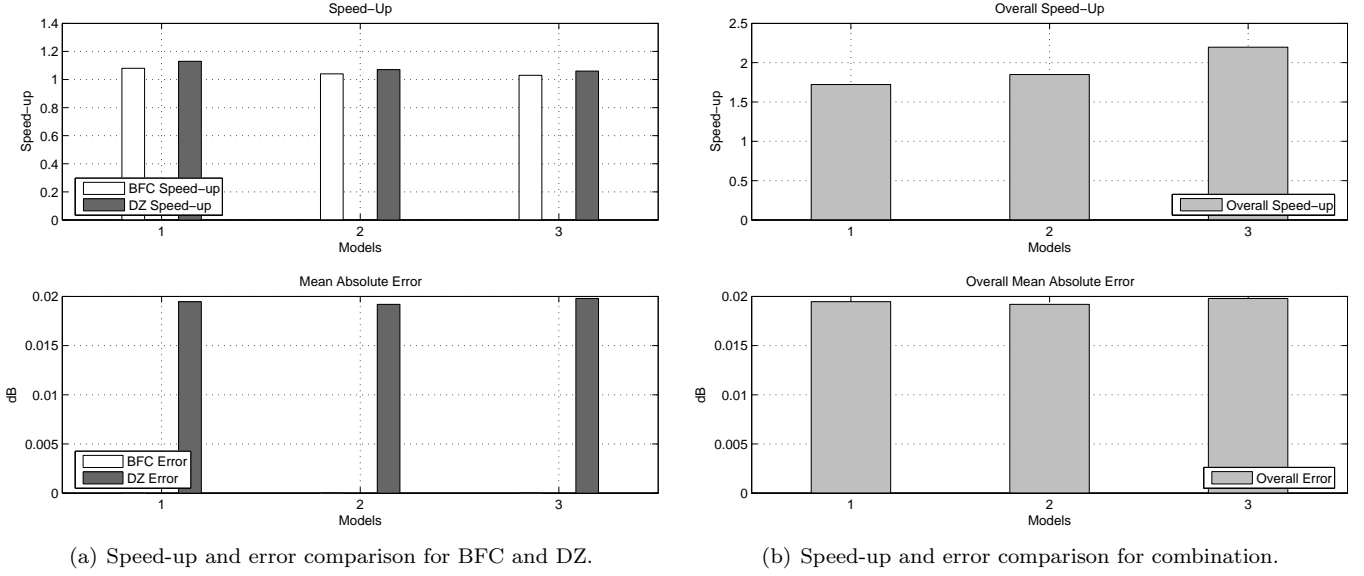 Speed-Up
Speed-up
1.4
1.2
1
0.8
0.6
0.4
0.2
0
BFC Speed-up
DZ Speed-up
1
2
3
Models
Mean Absolute Error
dB
0.02
0.015
0.01
0.005
0
BFC Error
DZ Error
1
2
3
Models
(a) Speed-up and error comparison for BFC and DZ.
Overall Speed-Up
Speed-up
2.5
2
1.5
1
0.5
0
Overall Speed-up
1
2
3
Models
Overall Mean Absolute Error
dB
0.02
0.015
0.01
0.005
0
Overall Error
1
2
3
Models
(b) Speed-up and error comparison for combination.